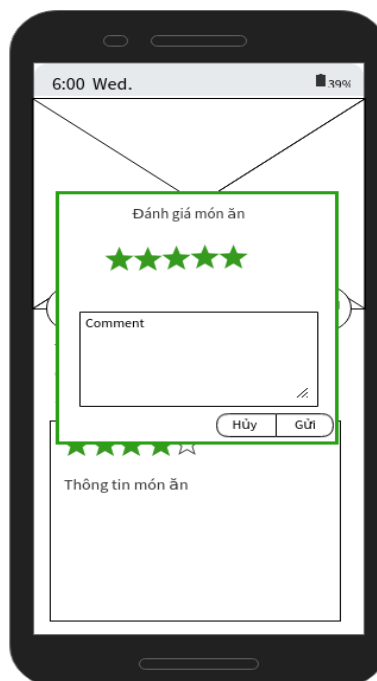 6:00 Wed.
39%
Đánh giá món ăn
Comment
Hủy
Gửi
Thông tin món ăn